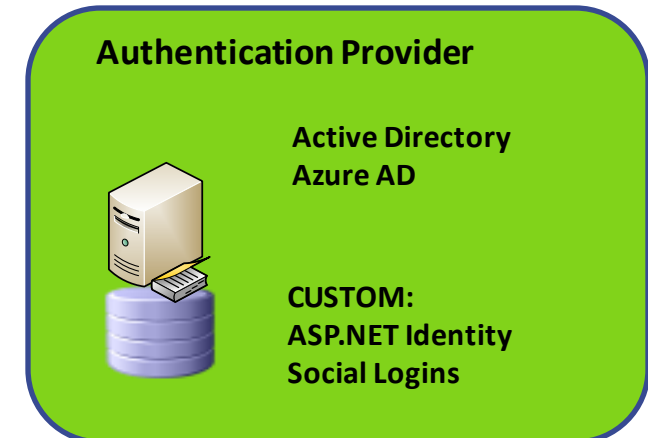 Authentication Provider
Active Directory
Azure AD
CUSTOM:
ASP.NET Identity
Social Logins